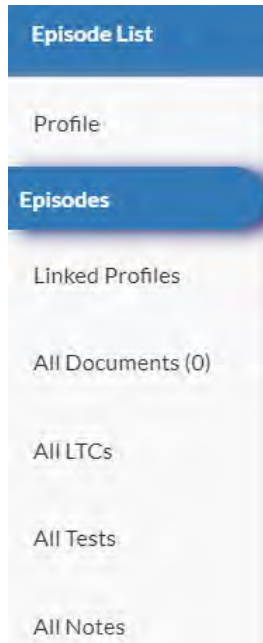 Episode List
Profile
Episodes
Linked Profiles
All Documents (0)
All LTCs
All Tests
All Notes